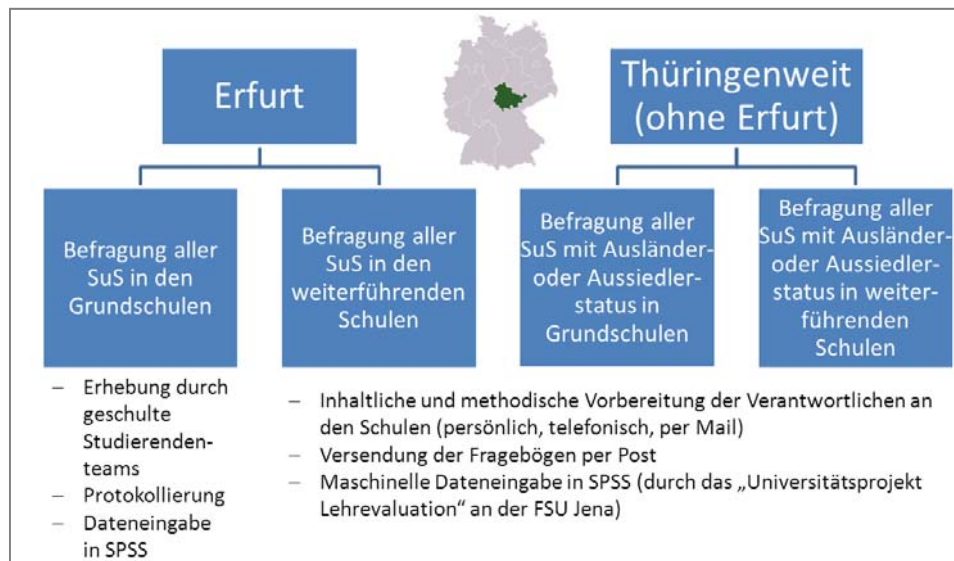 Erfurt
Thüringenweit
(ohne Erfurt)
Befragung aller
SuS in den
Grundschulen
Befragung aller
SuS in den
weiterführenden
Schulen
Befragung aller
SuS mit Ausländer-
oder Aussiedler-
status in
Grundschulen
Befragung aller
SuS mit Ausländer-
oder Aussiedler-
status in weiter-
führenden
Schulen
– Erhebung durch
geschulte
Studierenden-
teams
– Protokollierung
– Dateneingabe
in SPSS
– Inhaltliche und methodische Vorbereitung der Verantwortlichen an
den Schulen (persönlich, telefonisch, per Mail)
– Versendung der Fragebögen per Post
– Maschinelle Dateneingabe in SPSS (durch das „Universitätsprojekt
Lehrevaluation“ an der FSU Jena)